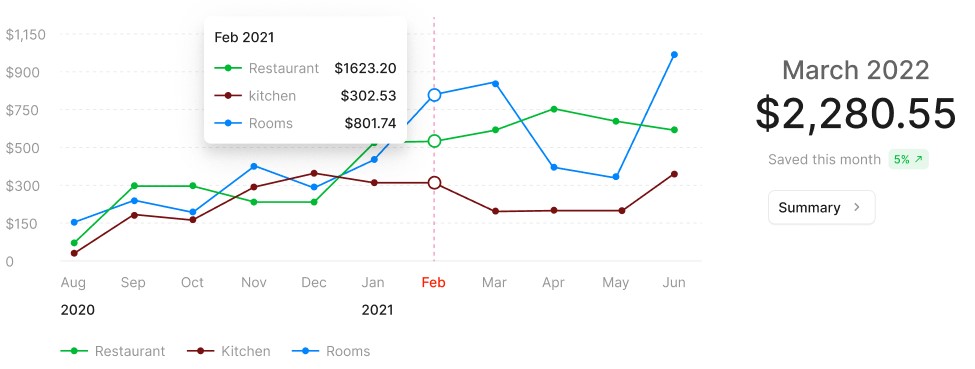 $1,150
$900
$750
$500
$300
$150
0
Feb 2021
Restaurant $1623.20
kitchen $302.53
Rooms $801.74
Aug Sep Oct Nov Dec Jan Feb Mar Apr May Jun
2020 2021
Restaurant Kitchen Rooms
March 2022
$2,280.55
Saved this month 5%
Summary